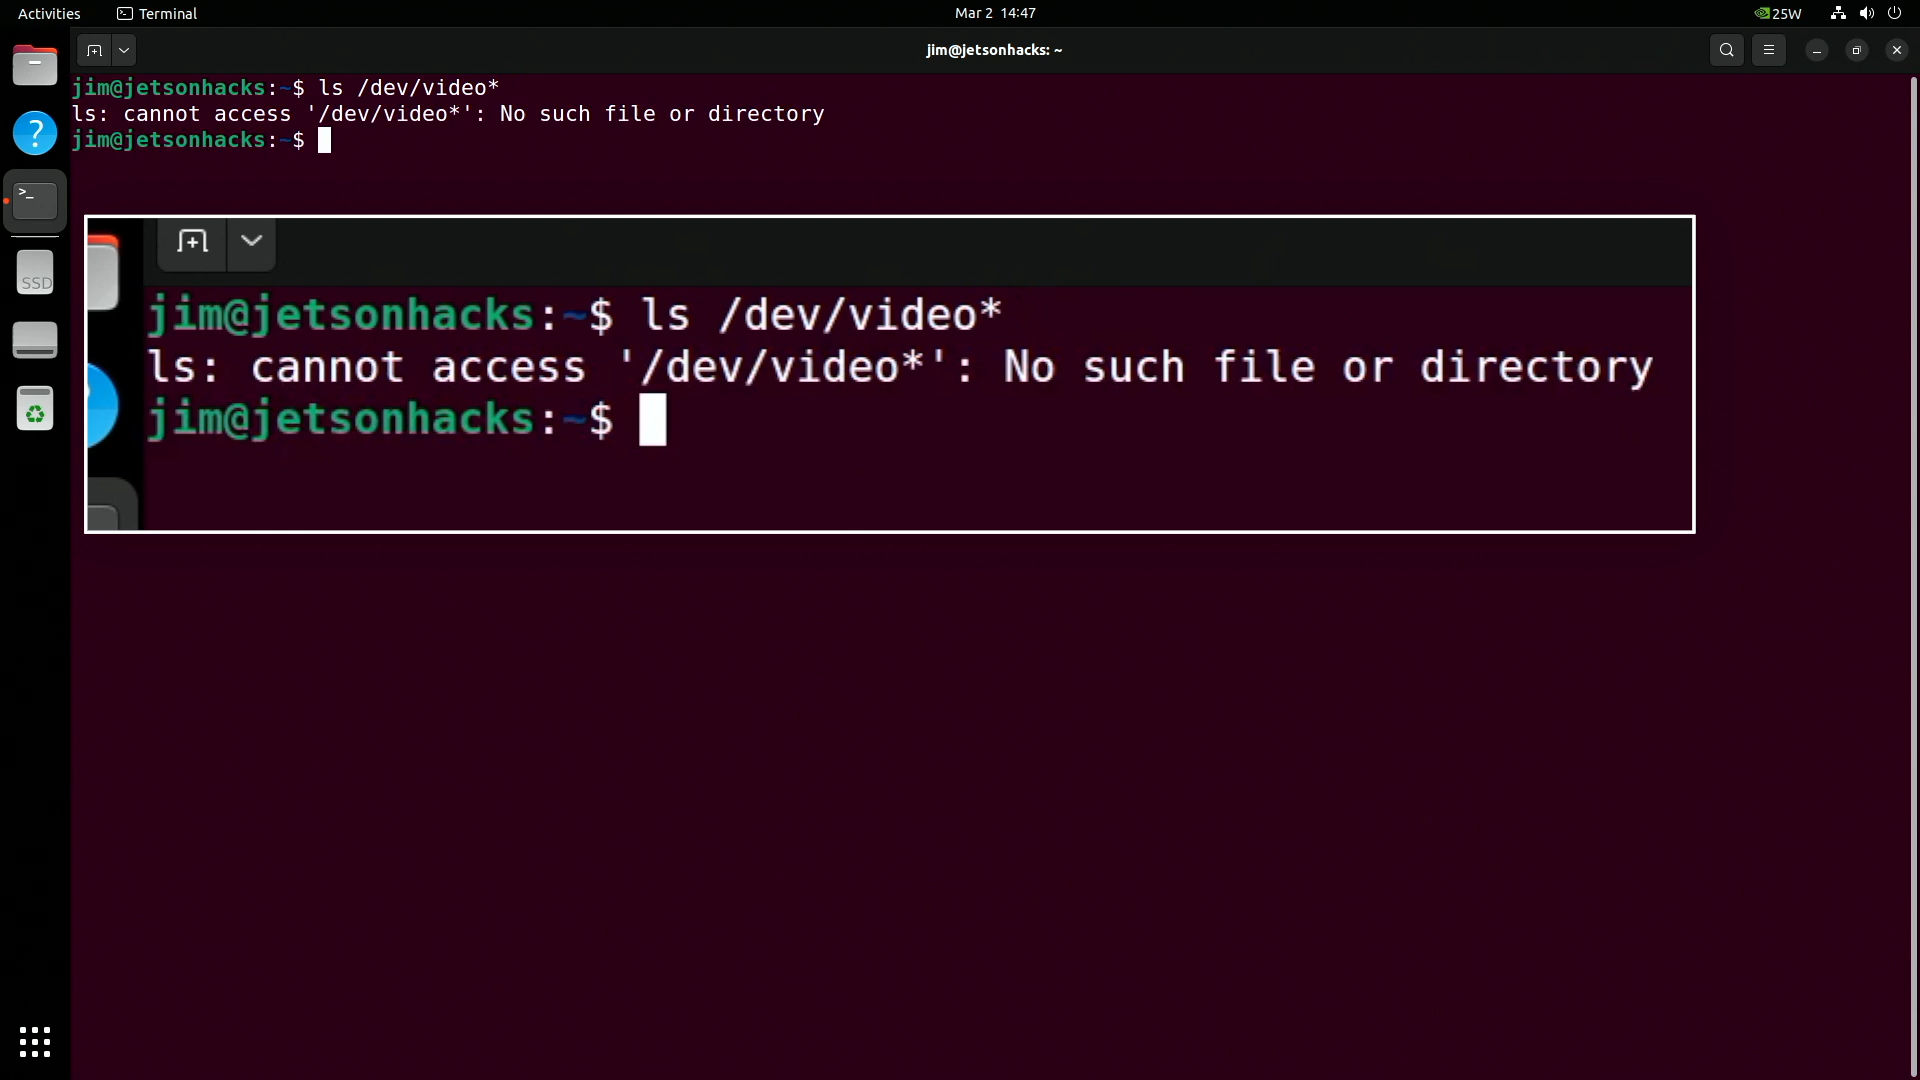 Activities
Terminal
Mar 2 14:47
25W
jim@jetsonhacks: ~
jim@jetsonhacks:~$ ls /dev/video*
ls: cannot access '/dev/video*': No such file or directory
jim@jetsonhacks:~$
?
>_
SSD
jim@jetsonhacks:~$ ls /dev/video*
ls: cannot access '/dev/video*': No such file or directory
jim@jetsonhacks:~$